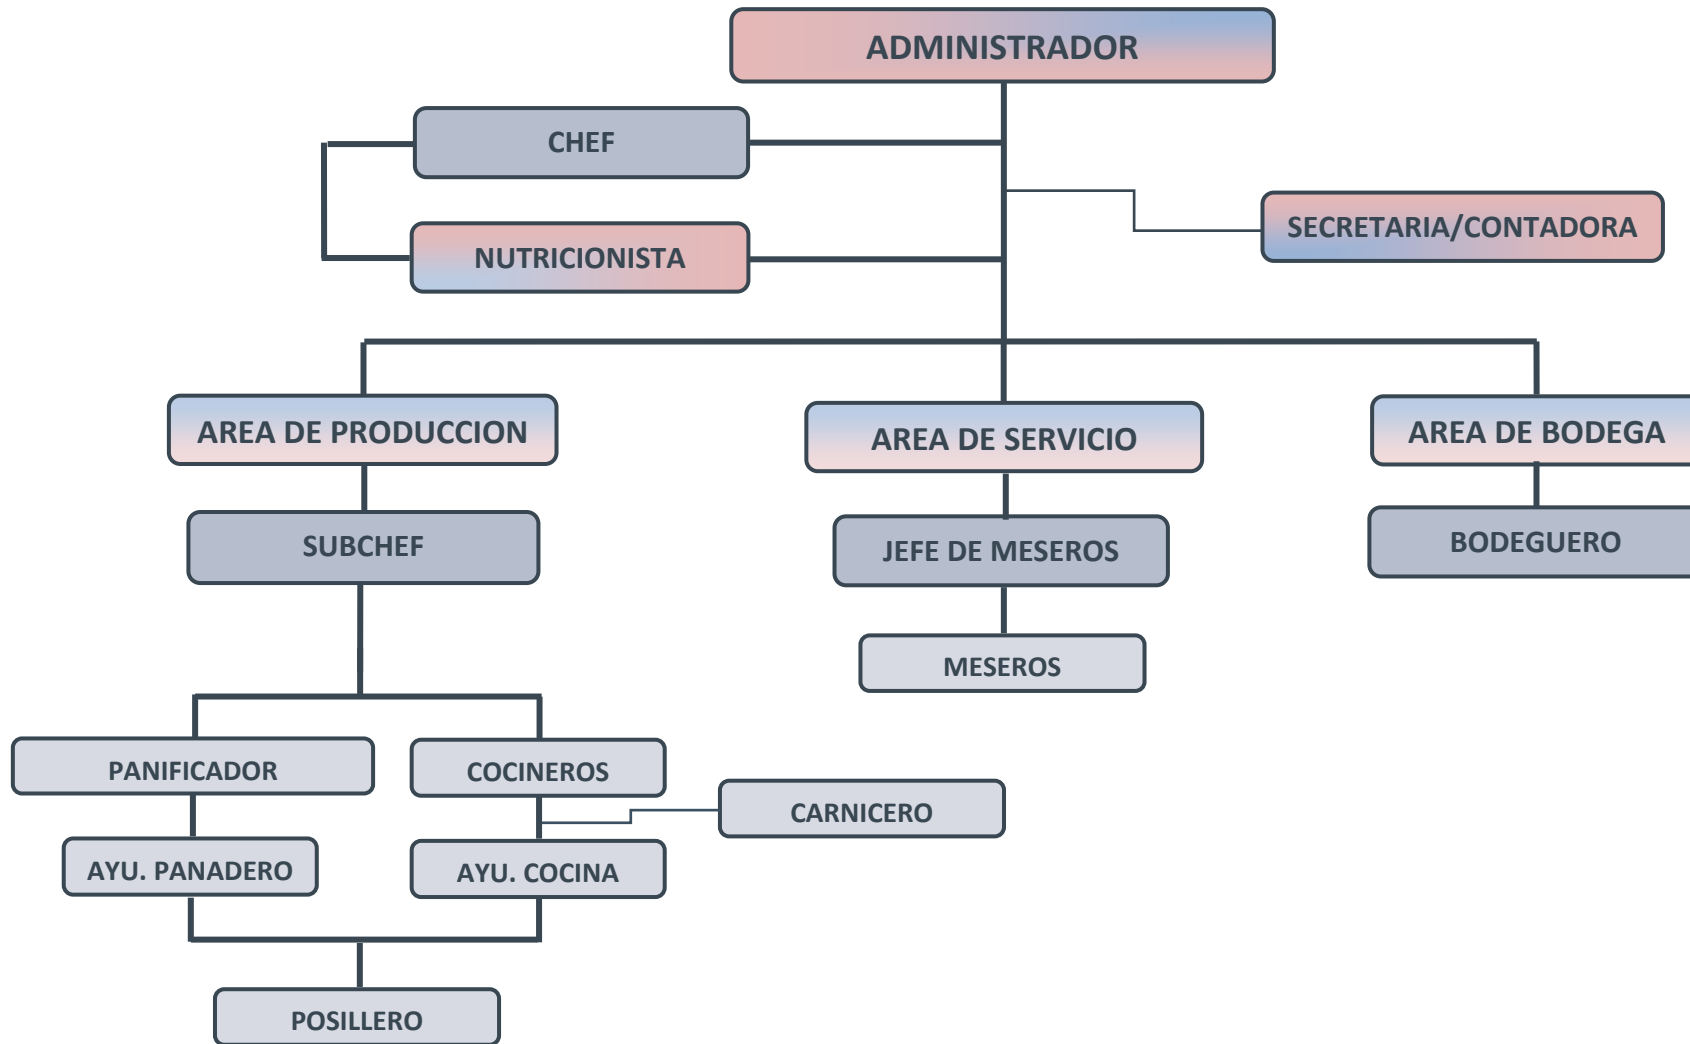 ADMINISTRADOR
CHEF
SECRETARIA/CONTADORA
NUTRICIONISTA
AREA DE PRODUCCION
AREA DE SERVICIO
AREA DE BODEGA
SUBCHEF
JEFE DE MESEROS
BODEGUERO
MESEROS
PANIFICADOR
COCINEROS
CARNICERO
AYU. PANADERO
AYU. COCINA
POSILLERO